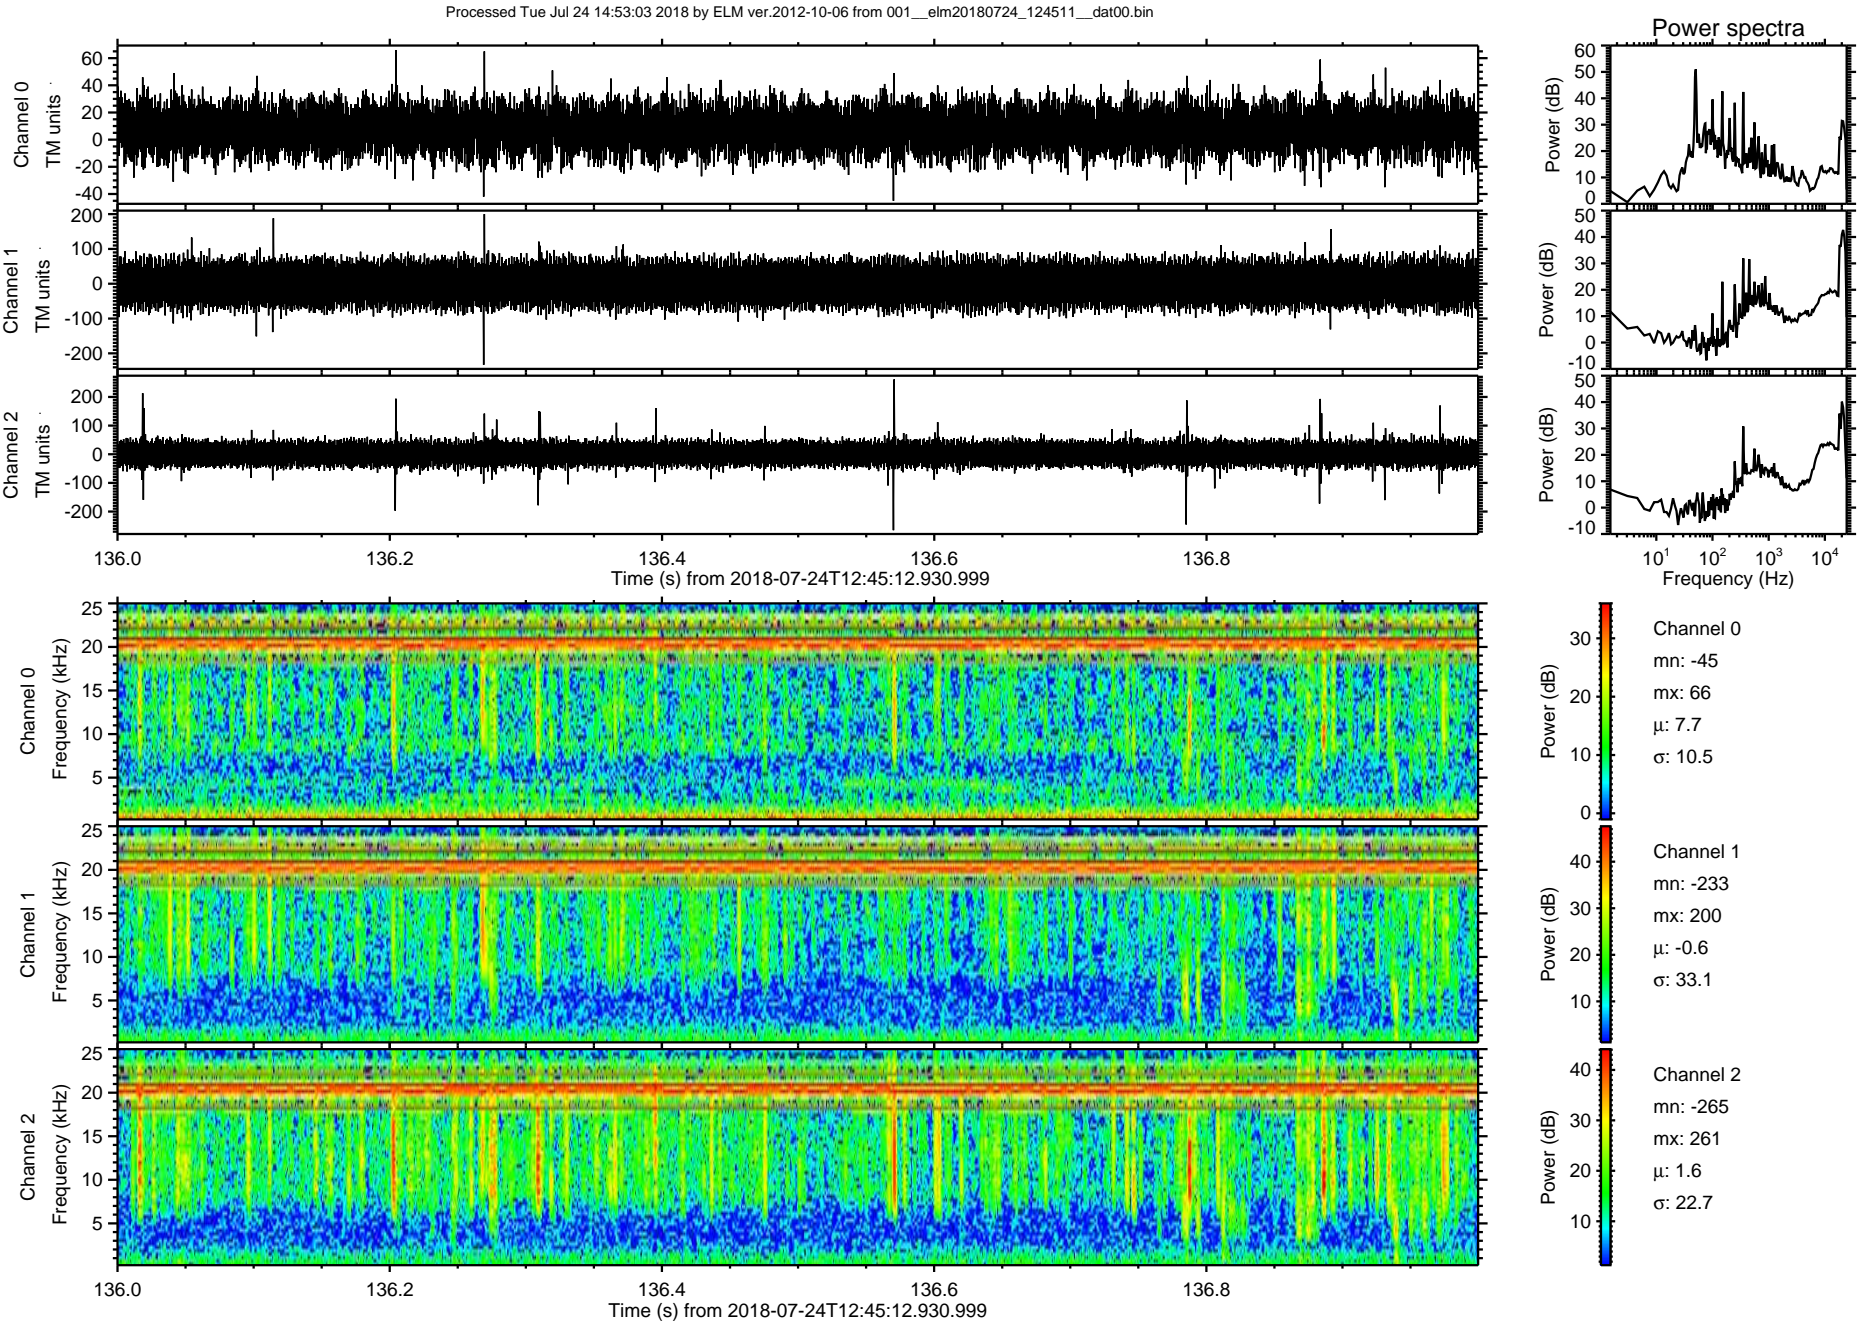 Processed Tue Jul 24 14:53:03 2018 by ELM ver.2012-10-06 from 001__elm20180724_124511__dat00.bin
Power spectra
Channel 0
TM units
60
40
20
0
-20
-40
Power (dB)
60
50
40
30
20
10
0
Channel 1
TM units
200
100
0
-100
-200
Power (dB)
50
40
30
20
10
0
-10
Channel 2
TM units
200
100
0
-100
-200
Power (dB)
50
40
30
20
10
0
-10
136.0 136.2 136.4 136.6 136.8
Time (s) from 2018-07-24T12:45:12.930.999
10^1 10^2 10^3 10^4
Frequency (Hz)
Channel 0
Frequency (kHz)
25
20
15
10
5
Power (dB)
30
20
10
0
Channel 0
mn: -45
mx: 66
μ: 7.7
σ: 10.5
Channel 1
Frequency (kHz)
25
20
15
10
5
Power (dB)
40
30
20
10
Channel 1
mn: -233
mx: 200
μ: -0.6
σ: 33.1
Channel 2
Frequency (kHz)
25
20
15
10
5
Power (dB)
40
30
20
10
Channel 2
mn: -265
mx: 261
μ: 1.6
σ: 22.7
136.0 136.2 136.4 136.6 136.8
Time (s) from 2018-07-24T12:45:12.930.999